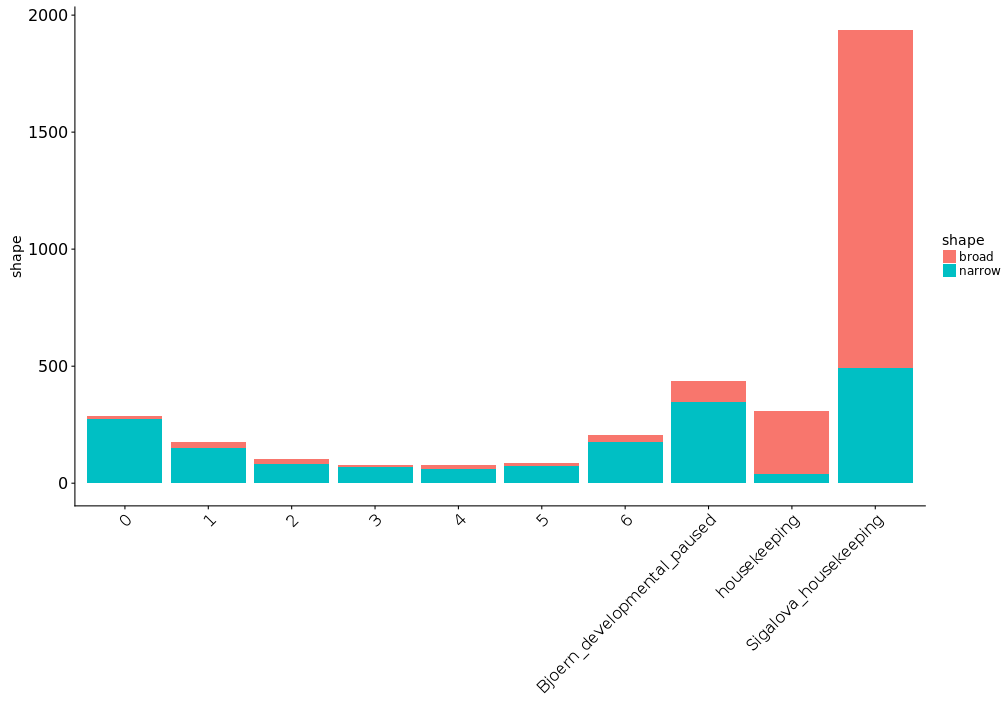 2000
1500
1000
500
0
shape
0
1
2
3
4
5
6
Bjoern_developmental_paused
housekeeping
Sigalova_housekeeping
shape
broad
narrow